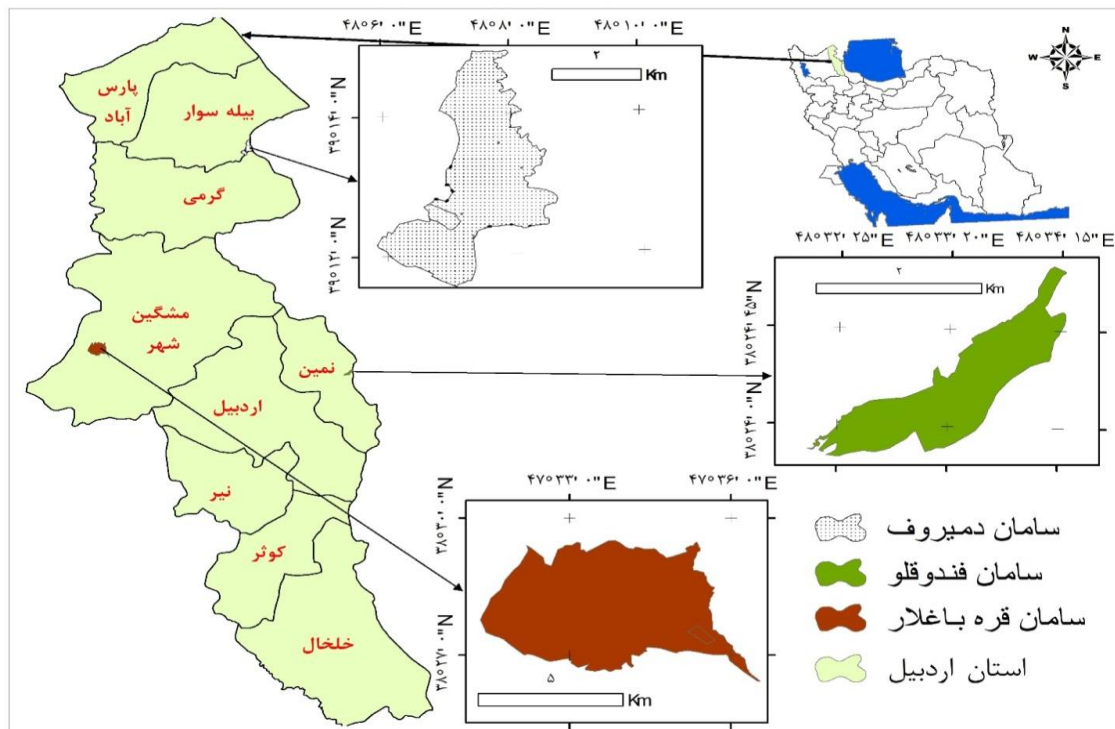 ۴۸°۶′۰″E
۴۸°۸′۰″E
۴۸°۱۰′۰″E
۲
Km
۳۹°۱۴′۰″N
۳۹°۱۲′۰″N
N
W
E
S
پارس
آباد
بیله سوار
گرمی
مشگین
شهر
نمین
اردبیل
نیر
کوثر
خلخال
۴۸°۳۲′۲۵″E
۴۸°۳۳′۲۰″E
۴۸°۳۴′۱۵″E
۲
Km
۳۸°۲۴′۴۵″N
۳۸°۲۴′۰″N
۴۷°۳۳′۰″E
۴۷°۳۶′۰″E
۳۸°۳۰′۰″N
۳۸°۲۷′۰″N
۵
Km
سامان دمیروف
سامان فندوقلو
سامان قره باغلار
استان اردبیل